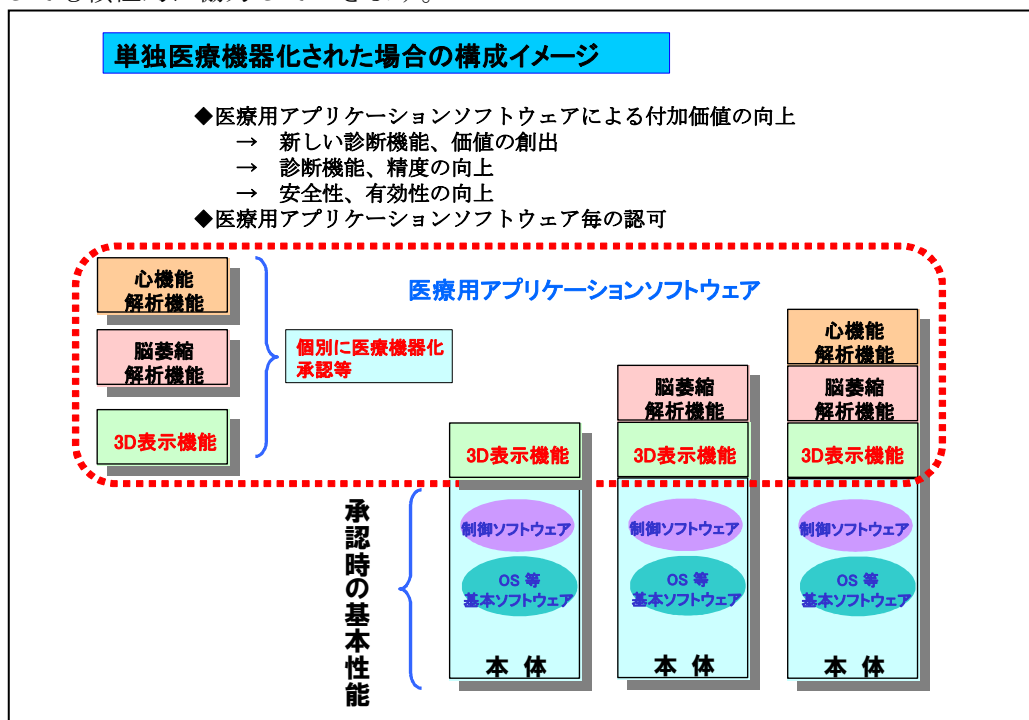 単独医療機器化された場合の構成イメージ
◆医療用アプリケーションソフトウェアによる付加価値の向上
→ 新しい診断機能、価値の創出
→ 診断機能、精度の向上
→ 安全性、有効性の向上
◆医療用アプリケーションソフトウェア毎の認可
医療用アプリケーションソフトウェア
心機能
解析機能
脳萎縮
解析機能
3D表示機能
個別に医療機器化
承認等
承認時の基本性能
3D表示機能
制御ソフトウェア
OS 等
基本ソフトウェア
本 体
脳萎縮
解析機能
3D表示機能
制御ソフトウェア
OS 等
基本ソフトウェア
本 体
心機能
解析機能
脳萎縮
解析機能
3D表示機能
制御ソフトウェア
OS 等
基本ソフトウェア
本 体